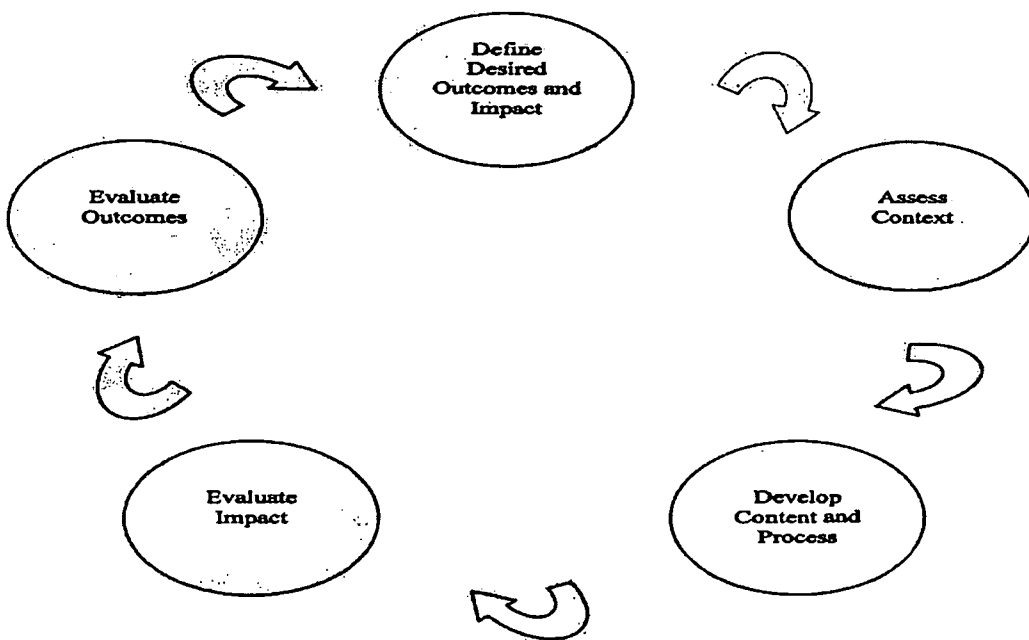 Define
Desired
Outcomes and
Impact
Assess
Context
Develop
Content and
Process
Evaluate
Impact
Evaluate
Outcomes